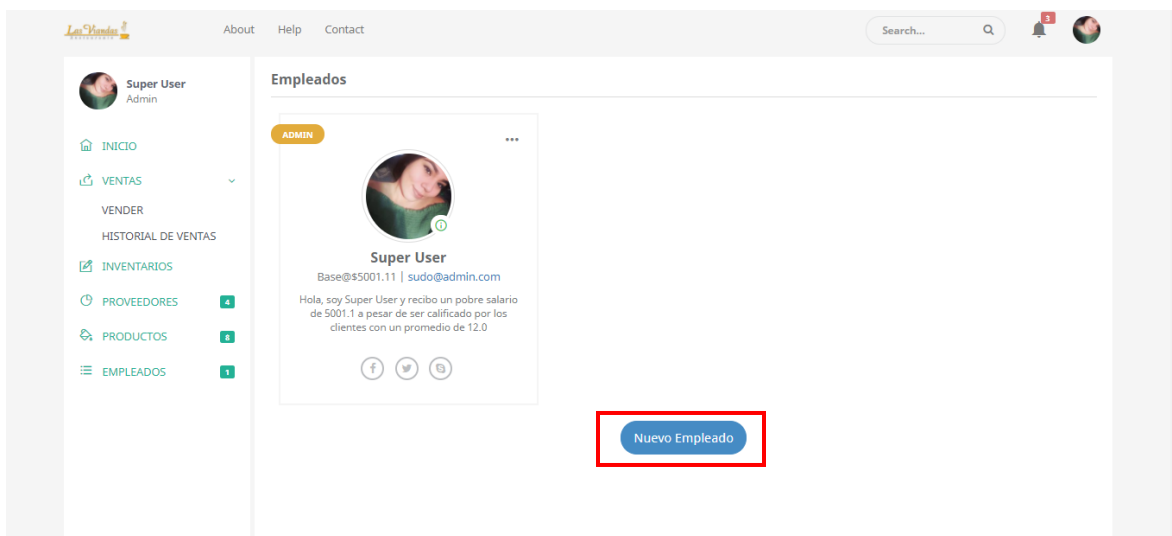 Las Viandas
About
Help
Contact
Search...
3
Super User
Admin
INICIO
VENTAS
VENDER
HISTORIAL DE VENTAS
INVENTARIOS
PROVEEDORES 4
PRODUCTOS 8
EMPLEADOS 1
Empleados
ADMIN
Super User
Base@$5001.11 | sudo@admin.com
Hola, soy Super User y recibo un pobre salario
de 5001.1 a pesar de ser calificado por los
clientes con un promedio de 12.0
Nuevo Empleado